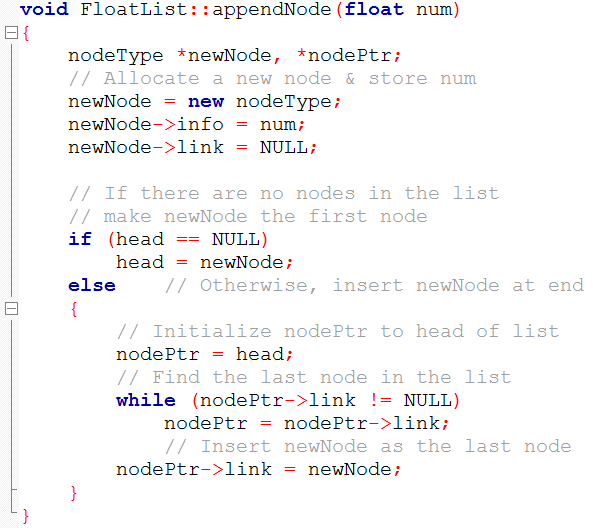 void FloatList::appendNode(float num)
{
    nodeType *newNode, *nodePtr;
    // Allocate a new node & store num
    newNode = new nodeType;
    newNode->info = num;
    newNode->link = NULL;

    // If there are no nodes in the list
    // make newNode the first node
    if (head == NULL)
        head = newNode;
    else    // Otherwise, insert newNode at end
    {
        // Initialize nodePtr to head of list
        nodePtr = head;
        // Find the last node in the list
        while (nodePtr->link != NULL)
            nodePtr = nodePtr->link;
            // Insert newNode as the last node
        nodePtr->link = newNode;
    }
}